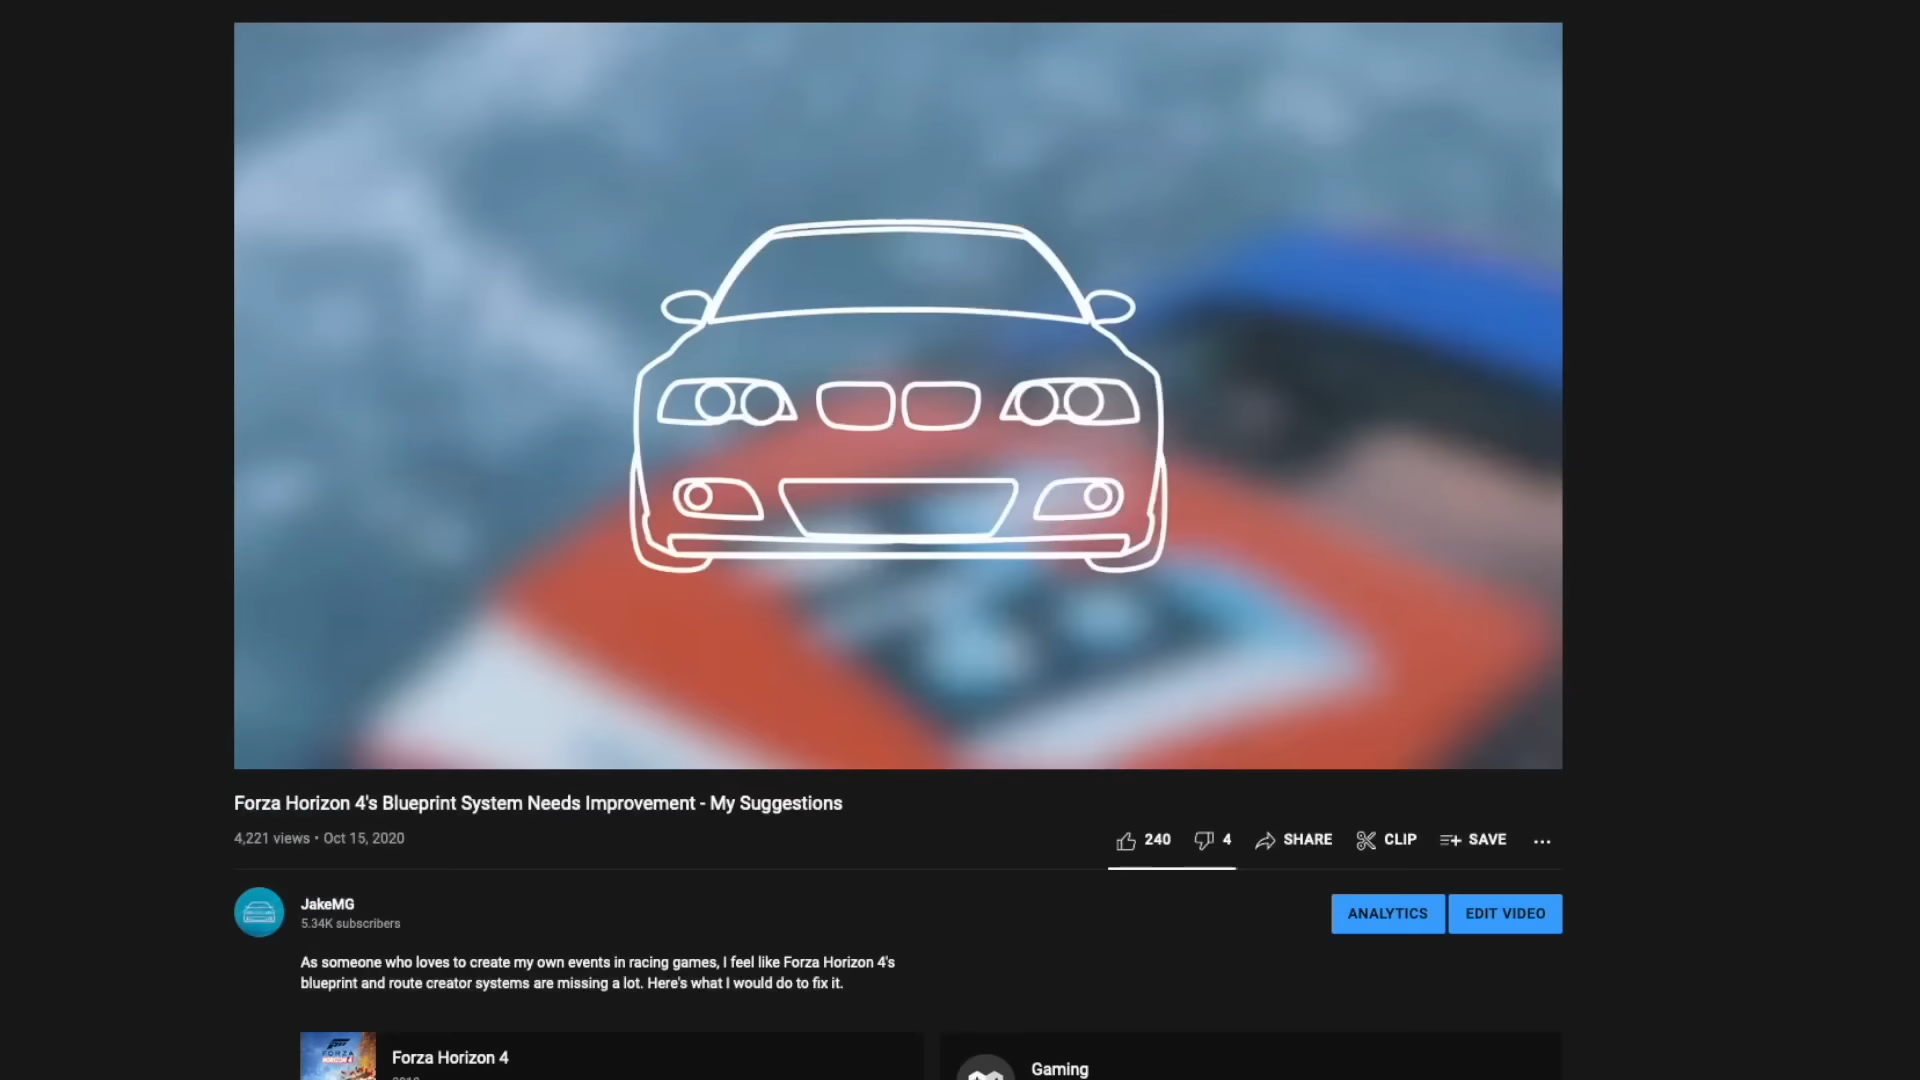 Forza Horizon 4's Blueprint System Needs Improvement - My Suggestions
4,221 views • Oct 15, 2020
240
4
SHARE
CLIP
SAVE
JakeMG
5.34K subscribers
ANALYTICS
EDIT VIDEO
As someone who loves to create my own events in racing games, I feel like Forza Horizon 4's
blueprint and route creator systems are missing a lot. Here's what I would do to fix it.
FORZA
HORIZON 4
Forza Horizon 4
Gaming